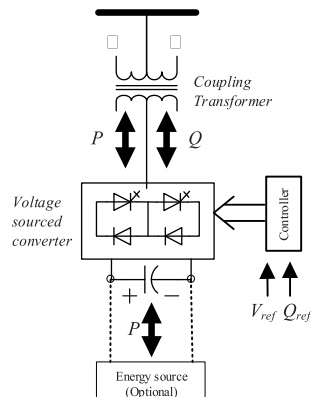 Coupling
Transformer
P
Q
Voltage
sourced
converter
Controller
+
−
P
Vref Qref
Energy source
(Optional)